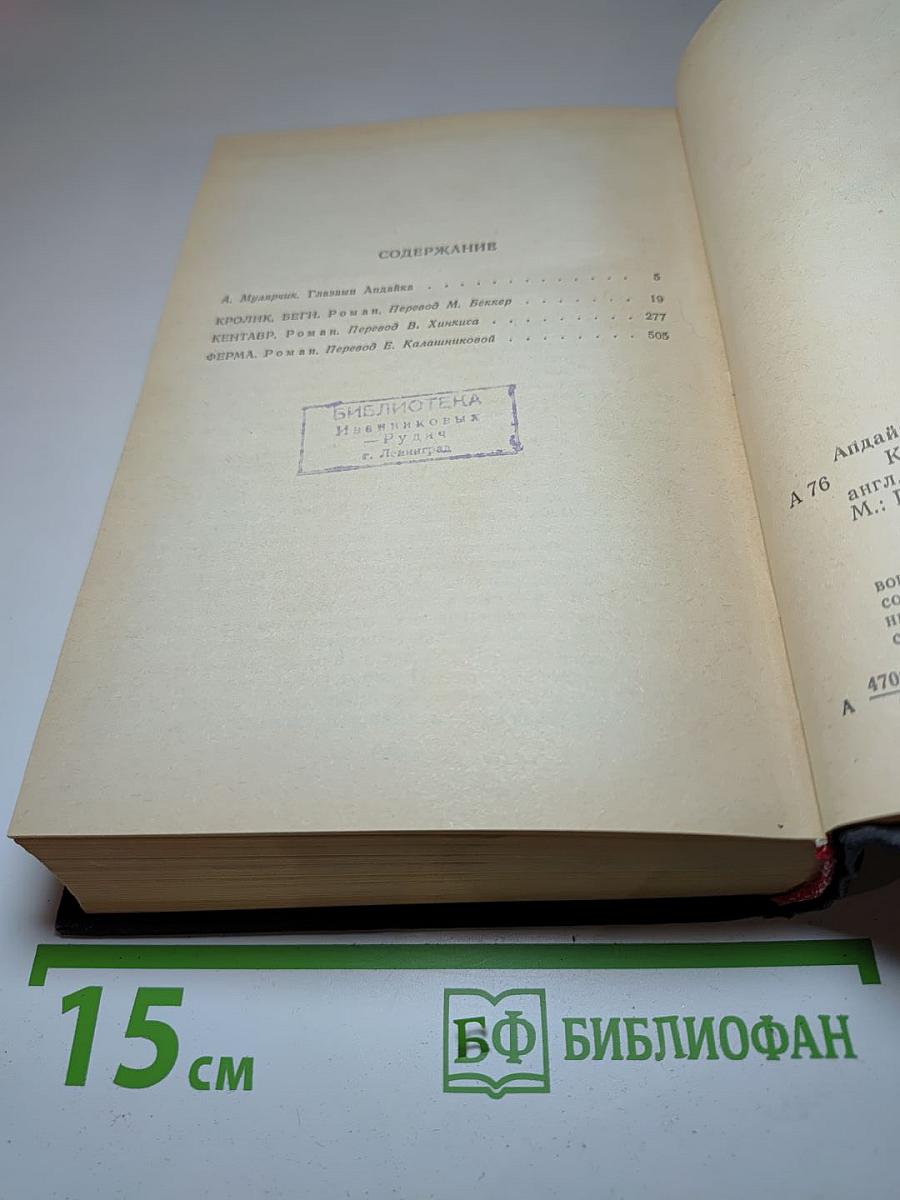 СОДЕРЖАНИЕ
А. Мулярчик. Глазами Апдайка . . . . . . . . . . . . 5
КРОЛИК, БЕГИ. Роман. Перевод М. Беккер . . . . . . . 19
КЕНТАВР. Роман. Перевод В. Хинкиса . . . . . . . . . 277
ФЕРМА. Роман. Перевод Е. Калашниковой . . . . . . . . 505
БИБЛИОТЕКА
Иванниковых
— Рудич
г. Ленинград
Апдай
А 76
англ.
М.:
А
470
15 см
БФ БИБЛИОФАН